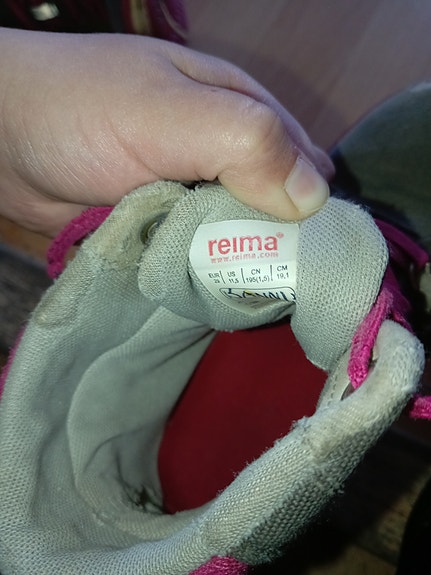 reima®
www.reima.com
EUR US CN CM
11,5 195(1,5) 19,1